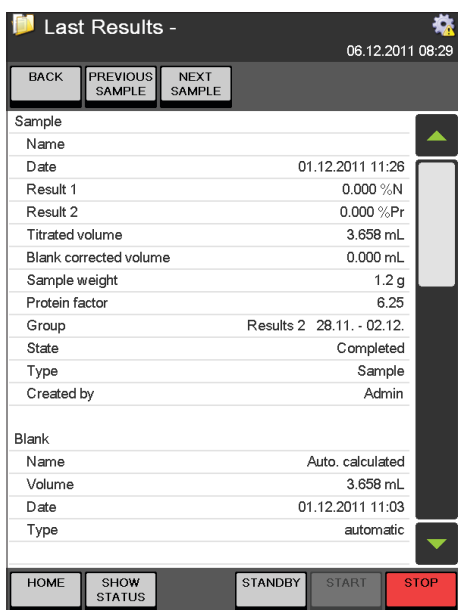 Last Results -
06.12.2011 08:29
BACK
PREVIOUS SAMPLE
NEXT SAMPLE
Sample
Name
Date 01.12.2011 11:26
Result 1 0.000 %N
Result 2 0.000 %Pr
Titrated volume 3.658 mL
Blank corrected volume 0.000 mL
Sample weight 1.2 g
Protein factor 6.25
Group Results 2 28.11. - 02.12.
State Completed
Type Sample
Created by Admin
Blank
Name Auto. calculated
Volume 3.658 mL
Date 01.12.2011 11:03
Type automatic
HOME
SHOW STATUS
STANDBY
START
STOP